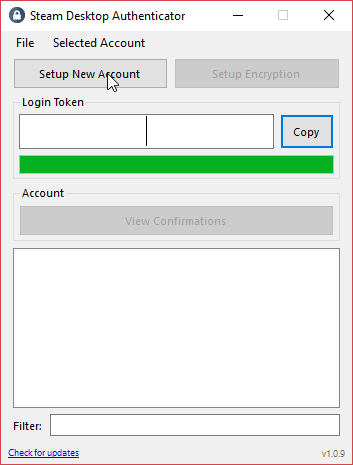 Steam Desktop Authenticator
File Selected Account
Setup New Account Setup Encryption
Login Token
Copy
Account
View Confirmations
Filter:
Check for updates v1.0.9